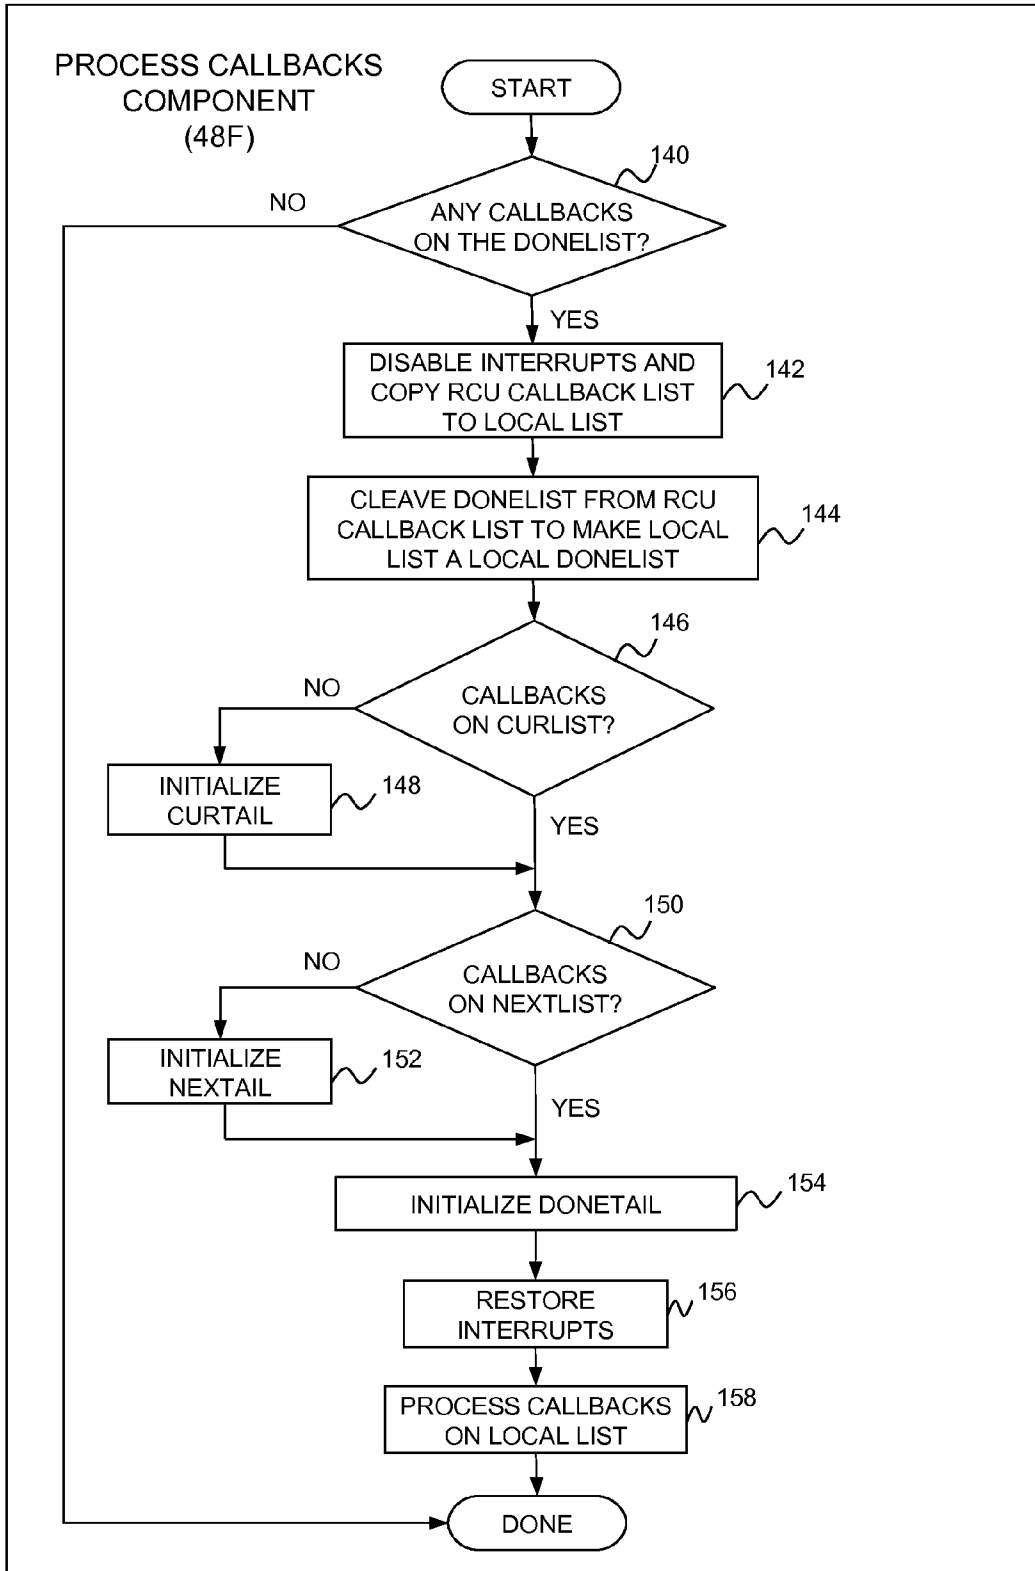 PROCESS CALLBACKS
COMPONENT
(48F)
START
140
ANY CALLBACKS
ON THE DONELIST?
NO
YES
DISABLE INTERRUPTS AND
COPY RCU CALLBACK LIST
TO LOCAL LIST
142
CLEAVE DONELIST FROM RCU
CALLBACK LIST TO MAKE LOCAL
LIST A LOCAL DONELIST
144
146
CALLBACKS
ON CURLIST?
NO
INITIALIZE
CURTAIL
148
YES
150
CALLBACKS
ON NEXTLIST?
NO
INITIALIZE
NEXTAIL
152
YES
INITIALIZE DONETAIL
154
RESTORE
INTERRUPTS
156
PROCESS CALLBACKS
ON LOCAL LIST
158
DONE